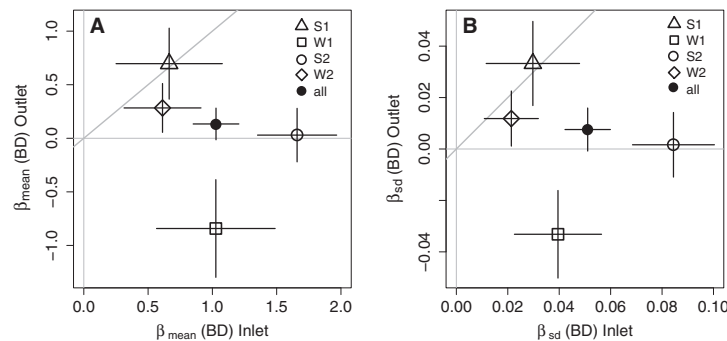 A
S1
W1
S2
W2
all
βmean (BD) Outlet
1.0
0.5
0.0
-0.5
-1.0
0.0 0.5 1.0 1.5 2.0
βmean (BD) Inlet
B
S1
W1
S2
W2
all
βsd (BD) Outlet
0.04
0.02
0.00
-0.04
0.00 0.02 0.04 0.06 0.08 0.10
βsd (BD) Inlet